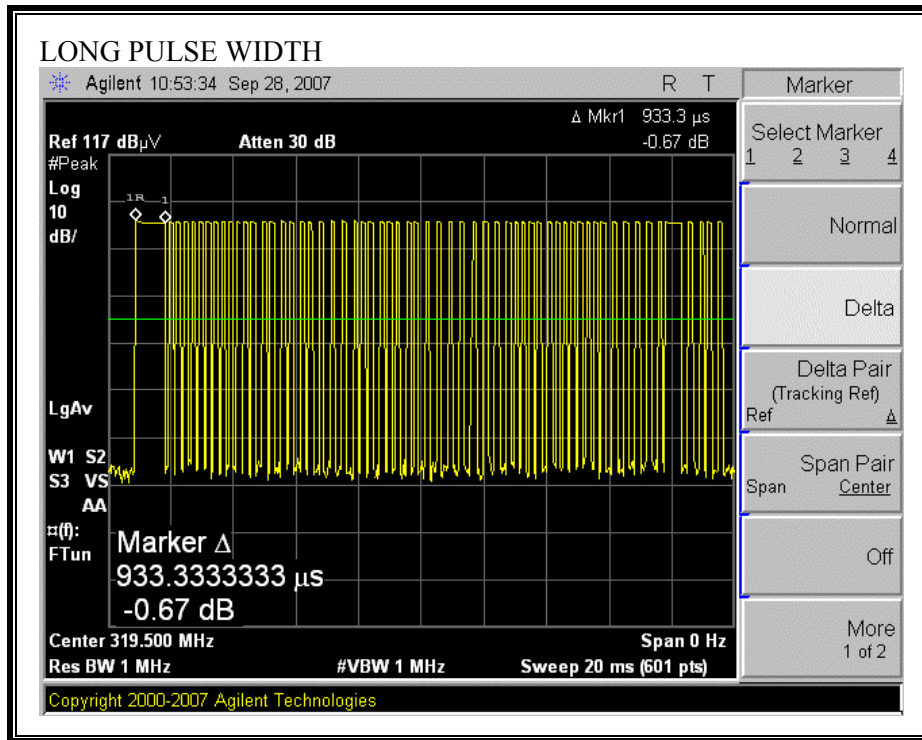 LONG PULSE WIDTH
Agilent 10:53:34 Sep 28, 2007 R T
Δ Mkr1 933.3 µs
Ref 117 dBµV Atten 30 dB -0.67 dB
#Peak
Log
10
dB/
1R 1
LgAv
W1 S2
S3 VS
AA
¤(f):
FTun
Marker Δ
933.3333333 µs
-0.67 dB
Center 319.500 MHz Span 0 Hz
Res BW 1 MHz #VBW 1 MHz Sweep 20 ms (601 pts)
Copyright 2000-2007 Agilent Technologies
Marker
Select Marker
1 2 3 4
Normal
Delta
Delta Pair
(Tracking Ref)
Ref Δ
Span Pair
Span Center
Off
More
1 of 2